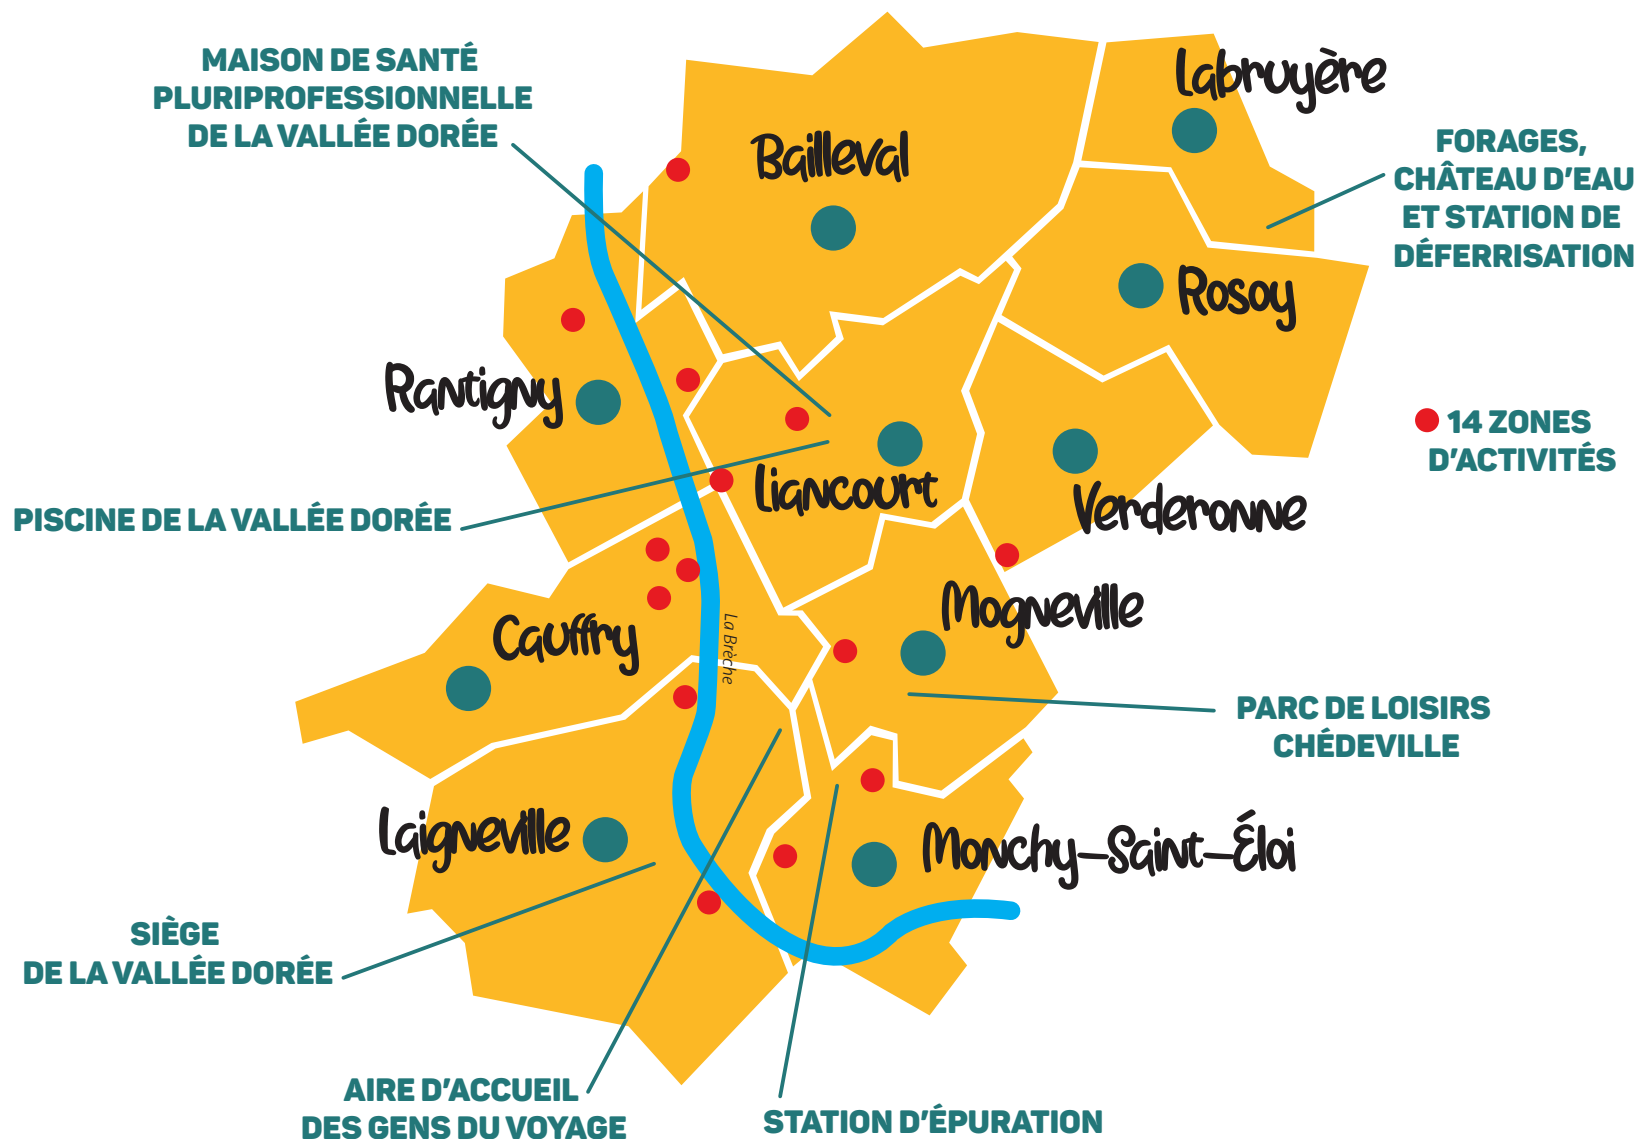 MAISON DE SANTÉ
PLURIPROFESSIONNELLE
DE LA VALLÉE DORÉE
Labruyère
Bailleval
FORAGES,
CHÂTEAU D'EAU
ET STATION DE
DÉFERRISATION
Rosoy
Rantigny
14 ZONES
D'ACTIVITÉS
Liancourt
Verderonne
PISCINE DE LA VALLÉE DORÉE
Mogneville
Cauffry
La Brèche
PARC DE LOISIRS
CHÉDEVILLE
Laigneville
Monchy-Saint-Éloi
SIÈGE
DE LA VALLÉE DORÉE
AIRE D'ACCUEIL
DES GENS DU VOYAGE
STATION D'ÉPURATION